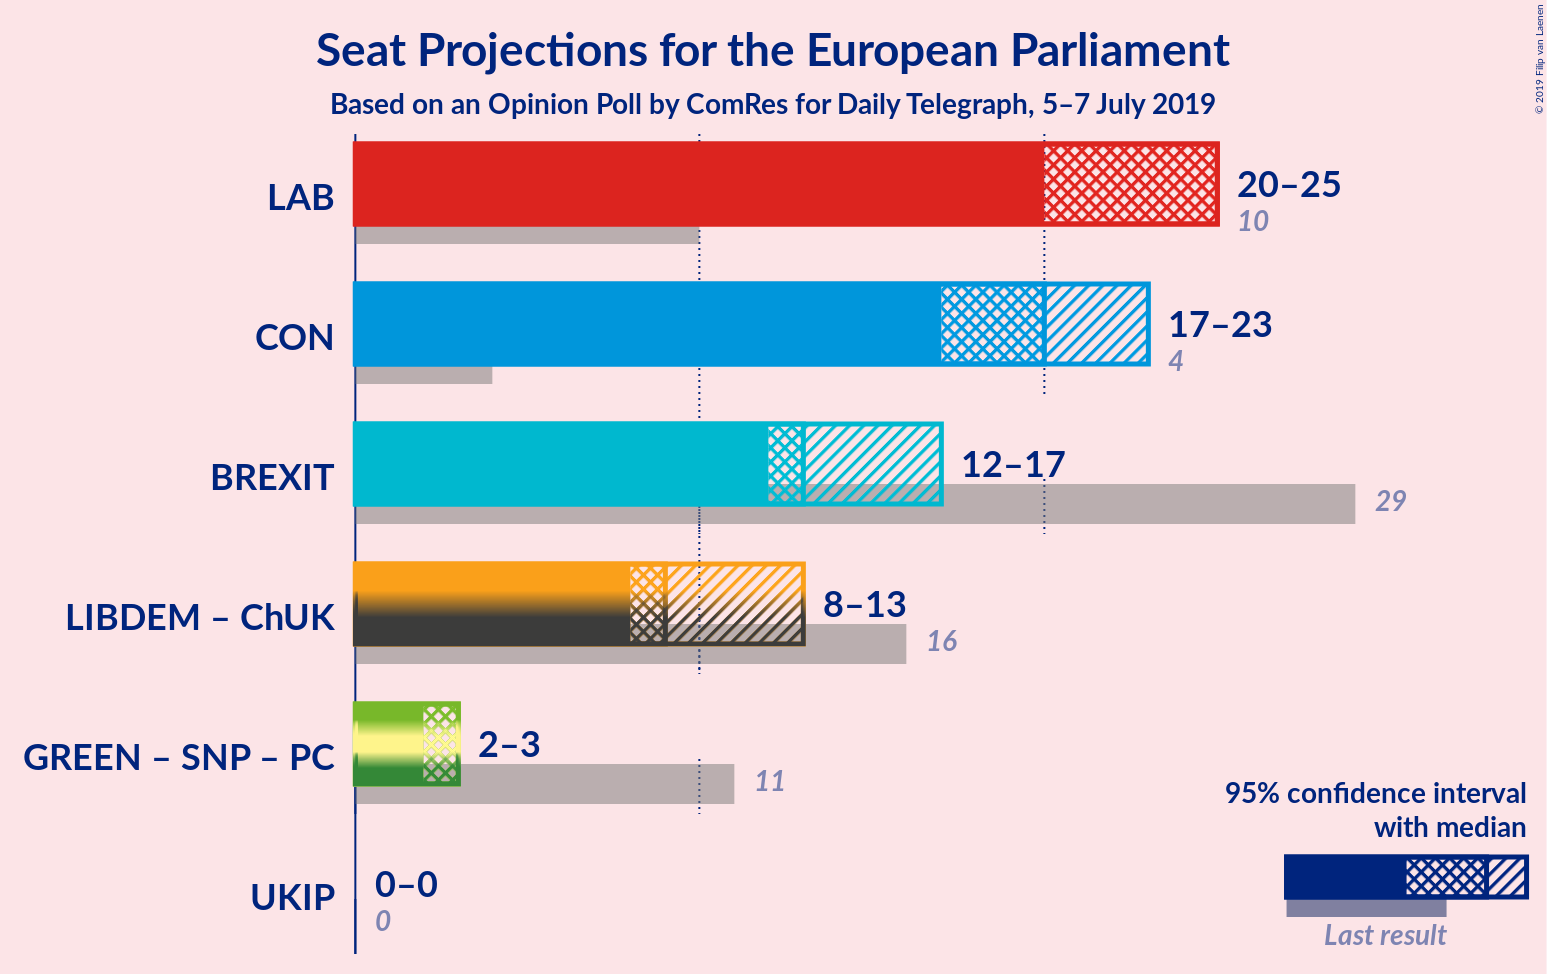 Seat Projections for the European Parliament
Based on an Opinion Poll by ComRes for Daily Telegraph, 5–7 July 2019
© 2019 Filip van Laenen
LAB
20–25
10
CON
17–23
4
BREXIT
12–17
29
LIBDEM – ChUK
8–13
16
GREEN – SNP – PC
2–3
11
UKIP
0–0
0
95% confidence interval
with median
Last result